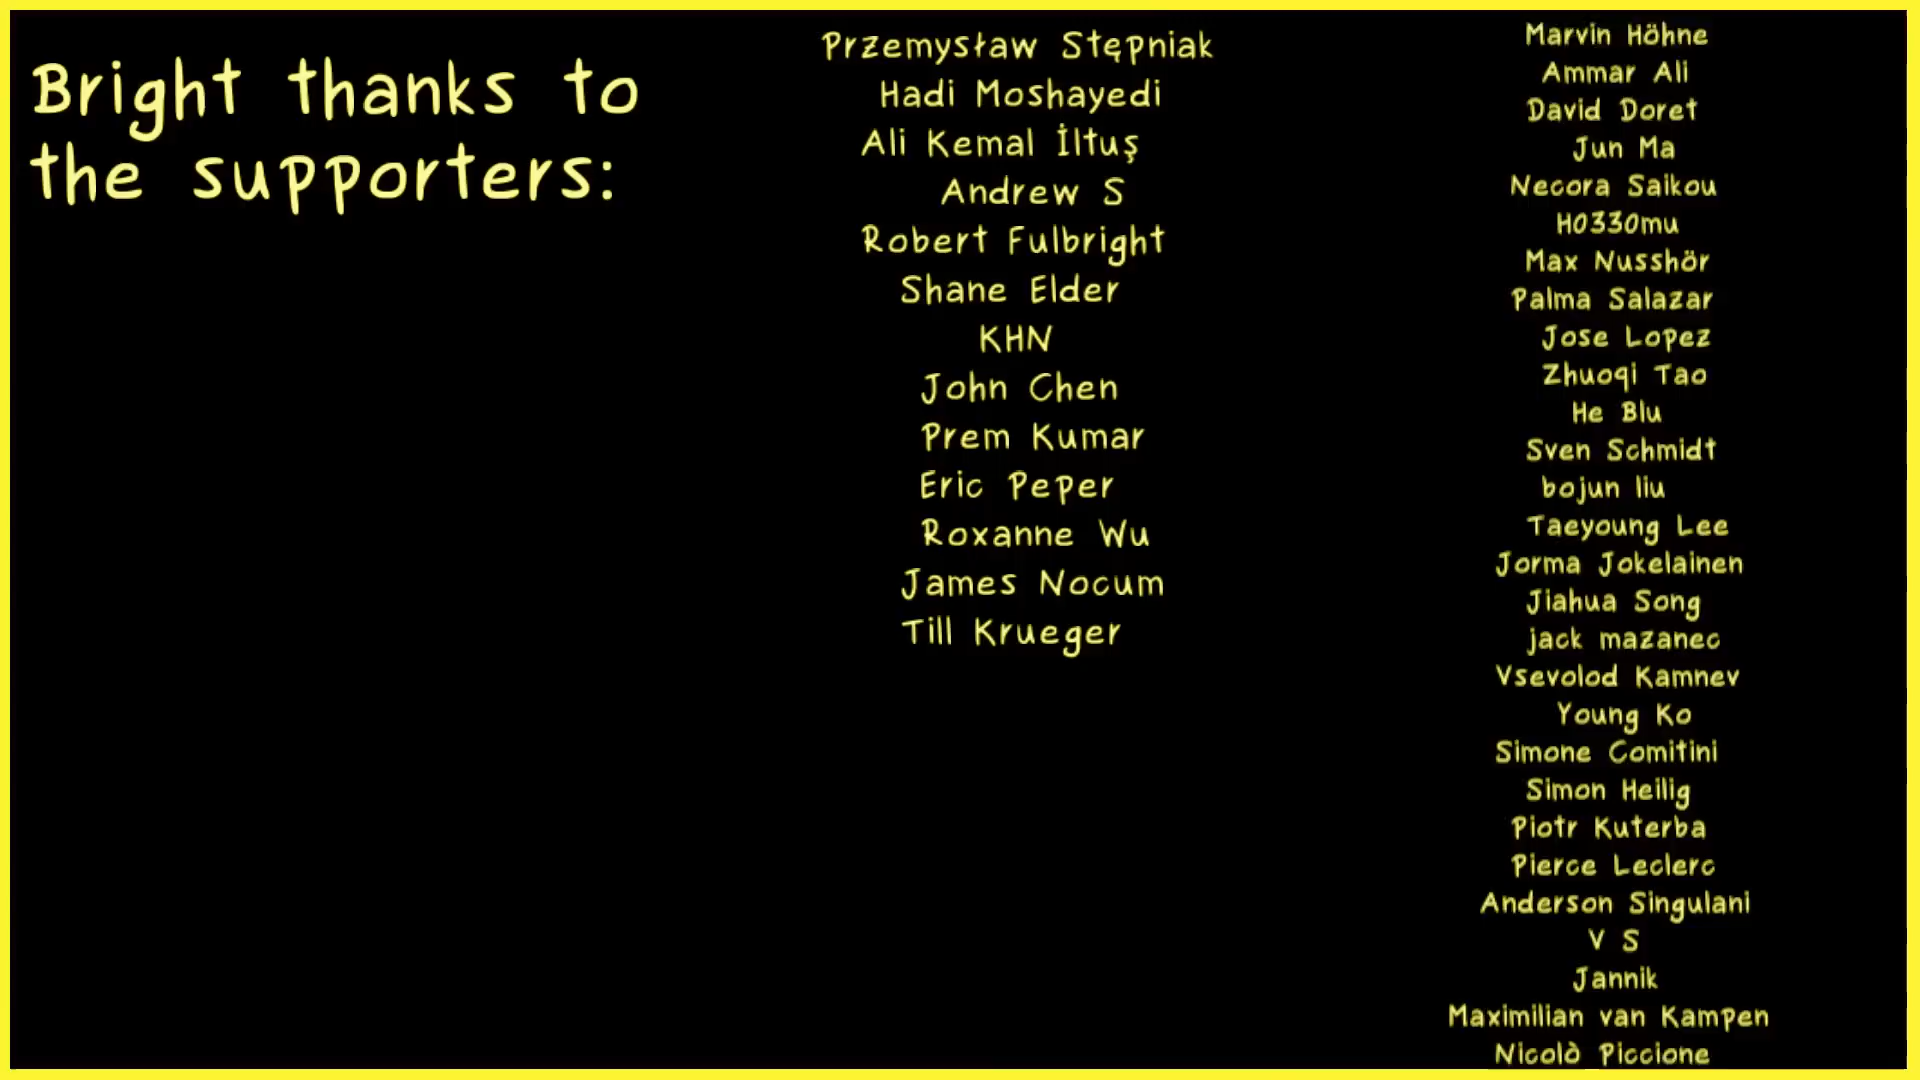 Bright thanks to
the supporters:
Przemysław Stępniak
Hadi Moshayedi
Ali Kemal İltuş
Andrew S
Robert Fulbright
Shane Elder
KHN
John Chen
Prem Kumar
Eric Peper
Roxanne Wu
James Nocum
Till Krueger
Marvin Höhne
Ammar Ali
David Doret
Jun Ma
Necora Saikou
H0330mu
Max Nusshör
Palma Salazar
Jose Lopez
Zhuoqi Tao
He Blu
Sven Schmidt
bojun liu
Taeyoung Lee
Jorma Jokelainen
Jiahua Song
jack mazanec
Vsevolod Kamnev
Young Ko
Simone Comitini
Simon Heilig
Piotr Kuterba
Pierce Leclerc
Anderson Singulani
V S
Jannik
Maximilian van Kampen
Nicolò Piccione